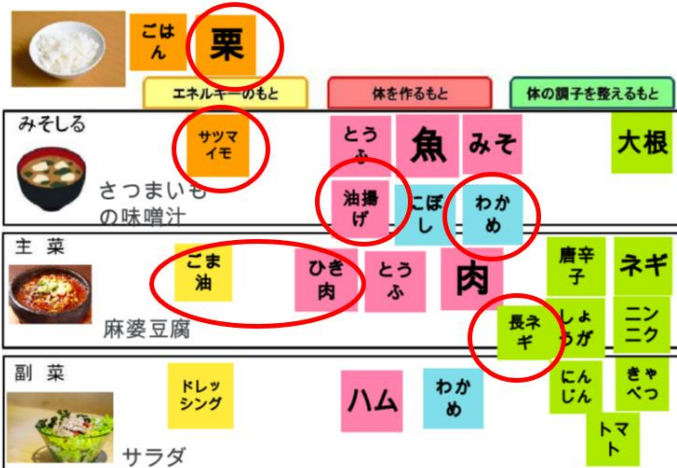 ごは
ん
栗
エネルギーのもと
体を作るもと
体の調子を整えるもと
みそしる
サツマ
イモ
とう
ふ
魚
みそ
大根
さつまいも
の味噌汁
油揚
げ
にぼ
し
わか
め
主 菜
ごま
油
ひき
肉
とう
ふ
肉
唐辛
子
ネギ
麻婆豆腐
長ネ
ギ
しょ
うが
ニン
ニク
副 菜
ドレッ
シング
ハム
わか
め
にん
じん
きゃ
べつ
トマ
ト
サラダ